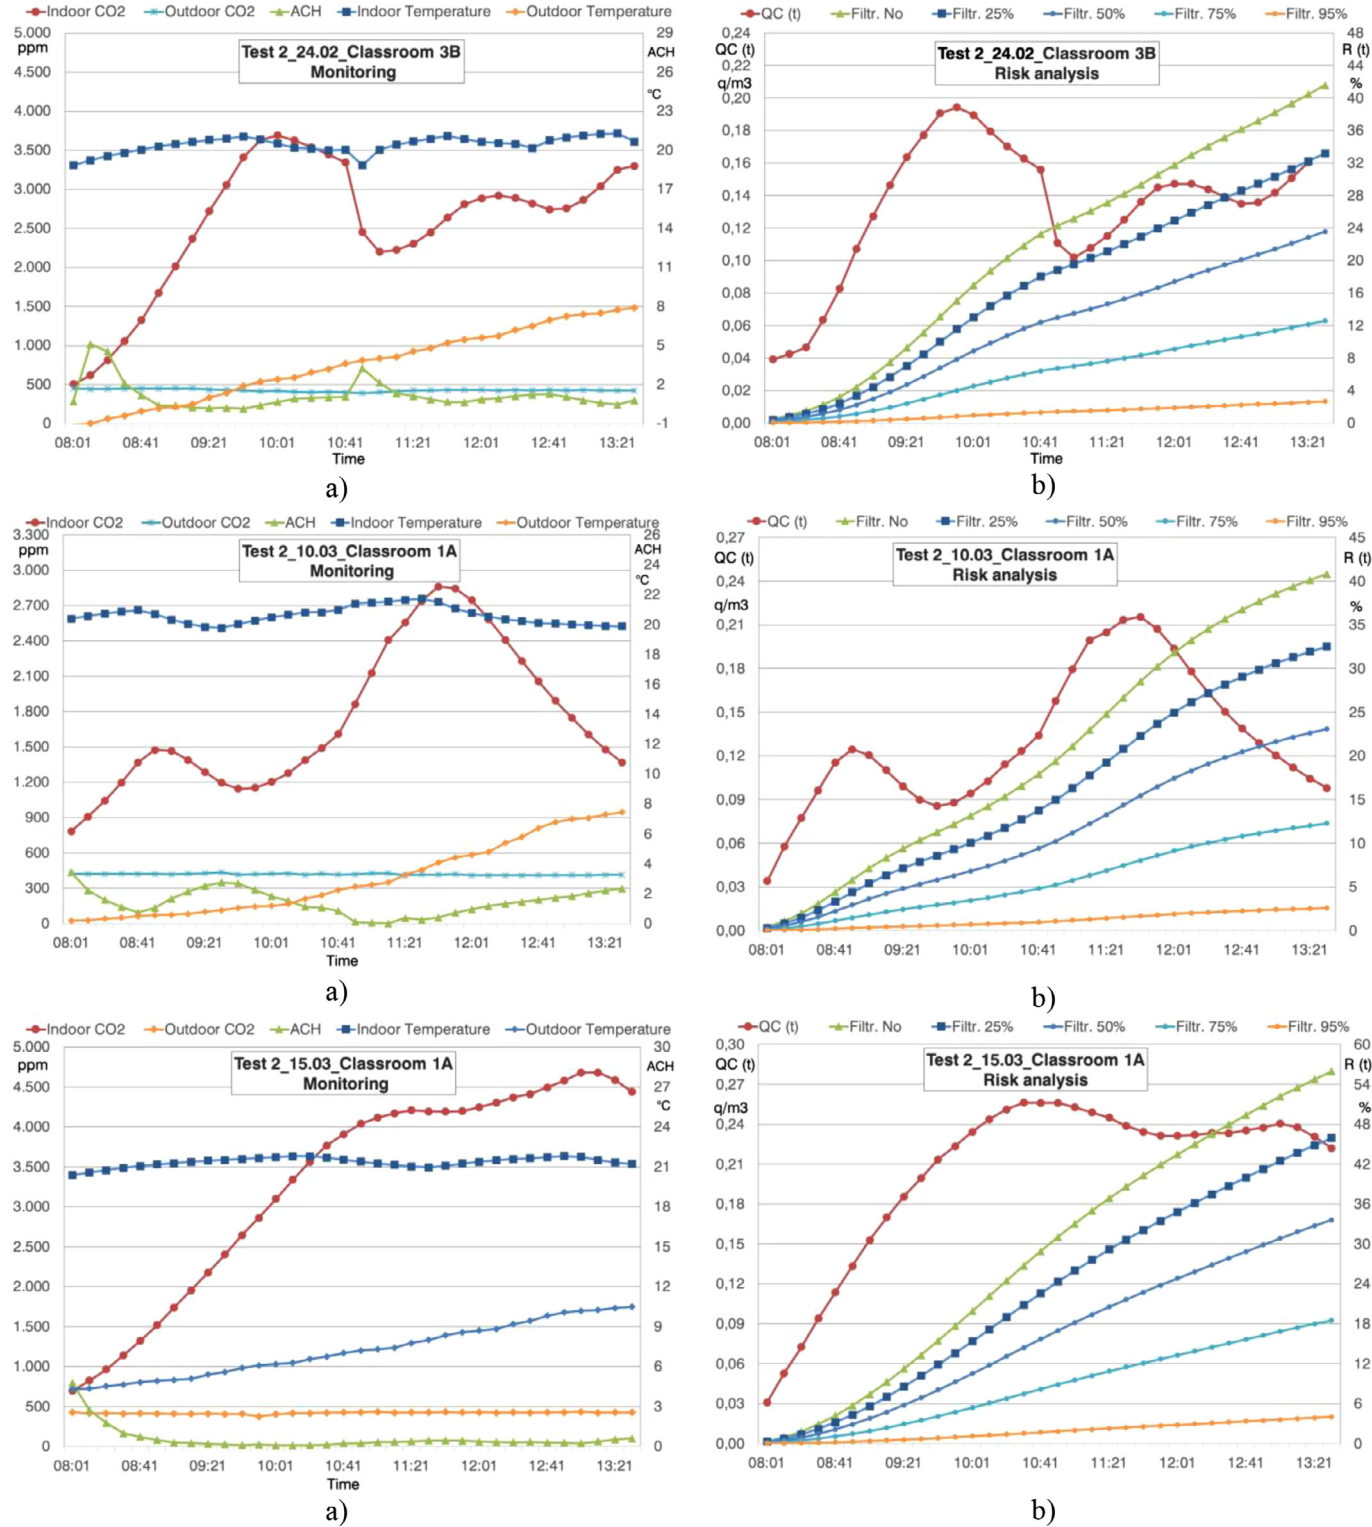 Indoor CO2 Outdoor CO2 ACH Indoor Temperature Outdoor Temperature
5.000 29
ppm ACH
Test 2_24.02_Classroom 3B
Monitoring
4.500 26
°C
4.000 23
3.500 20
3.000 17
2.500 14
2.000 11
1.500 8
1.000 5
500 2
0 -1
08:01 08:41 09:21 10:01 10:41 11:21 12:01 12:41 13:21
Time
a)
QC (t) Filtr. No Filtr. 25% Filtr. 50% Filtr. 75% Filtr. 95%
0,24 48
QC (t) R (t)
Test 2_24.02_Classroom 3B
Risk analysis
0,22 44
q/m3 %
0,20 40
0,18 36
0,16 32
0,14 28
0,12 24
0,10 20
0,08 16
0,06 12
0,04 8
0,02 4
0,00 0
08:01 08:41 09:21 10:01 10:41 11:21 12:01 12:41 13:21
Time
b)
Indoor CO2 Outdoor CO2 ACH Indoor Temperature Outdoor Temperature
3.300 26
ppm ACH
Test 2_10.03_Classroom 1A
Monitoring
3.000 24
°C
2.700 22
2.400 20
2.100 18
1.800 16
1.500 14
1.200 12
900 10
600 8
300 6
0 4
2
0
08:01 08:41 09:21 10:01 10:41 11:21 12:01 12:41 13:21
Time
a)
QC (t) Filtr. No Filtr. 25% Filtr. 50% Filtr. 75% Filtr. 95%
0,27 45
QC (t) R (t)
Test 2_10.03_Classroom 1A
Risk analysis
0,24 40
q/m3 %
0,21 35
0,18 30
0,15 25
0,12 20
0,09 15
0,06 10
0,03 5
0,00 0
08:01 08:41 09:21 10:01 10:41 11:21 12:01 12:41 13:21
b)
Indoor CO2 Outdoor CO2 ACH Indoor Temperature Outdoor Temperature
5.000 30
ppm ACH
Test 2_15.03_Classroom 1A
Monitoring
4.500 27
°C
4.000 24
3.500 21
3.000 18
2.500 15
2.000 12
1.500 9
1.000 6
500 3
0 0
08:01 08:41 09:21 10:01 10:41 11:21 12:01 12:41 13:21
Time
a)
QC (t) Filtr. No Filtr. 25% Filtr. 50% Filtr. 75% Filtr. 95%
0,30 60
QC (t) R (t)
Test 2_15.03_Classroom 1A
Risk analysis
0,27 54
q/m3 %
0,24 48
0,21 42
0,18 36
0,15 30
0,12 24
0,09 18
0,06 12
0,03 6
0,00 0
08:01 08:41 09:21 10:01 10:41 11:21 12:01 12:41 13:21
b)